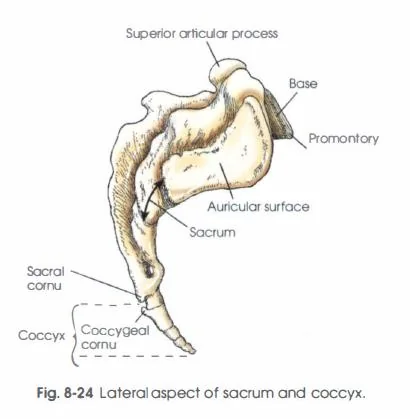 Superior articular process
Base
Promontory
Auricular surface
Sacrum
Sacral
cornu
Coccyx
Coccygeal
cornu
Fig. 8-24 Lateral aspect of sacrum and coccyx.